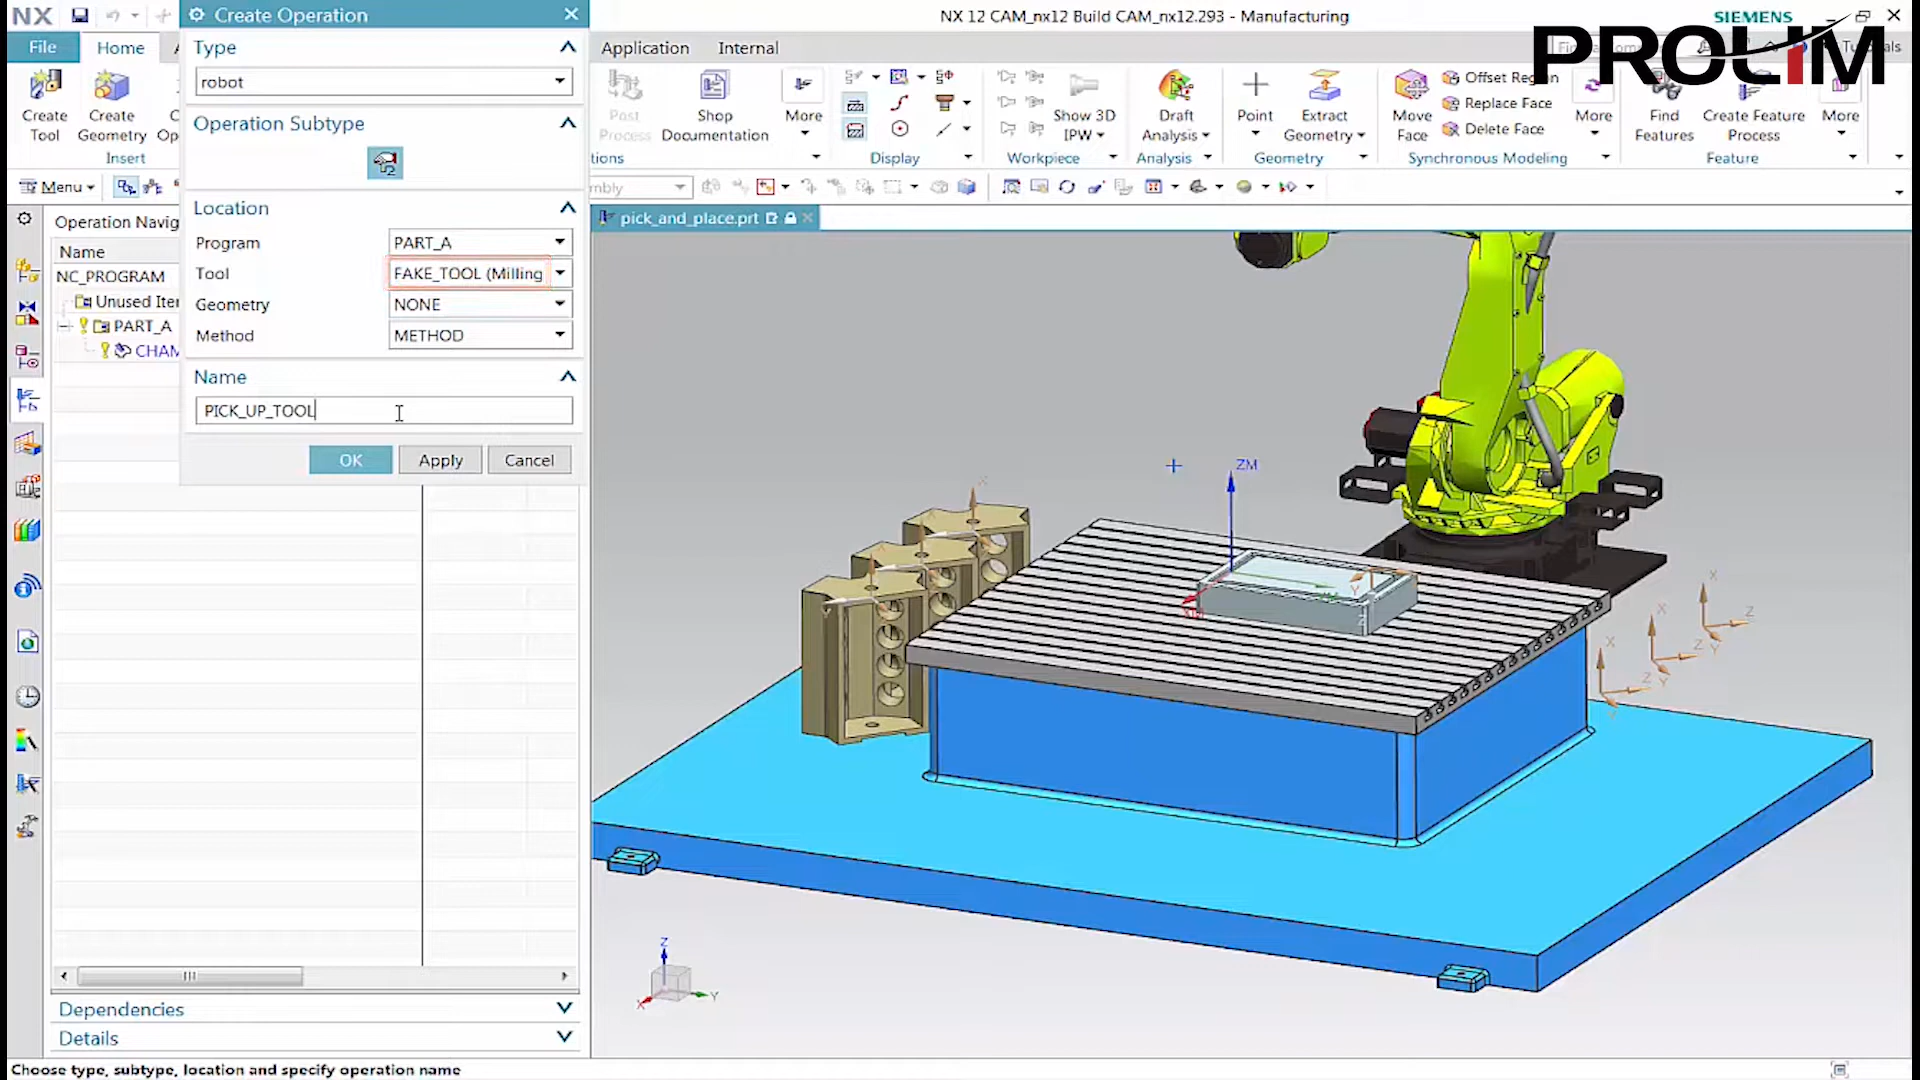 NX
Create Operation
NX 12 CAM_nx12 Build CAM_nx12.293 - Manufacturing
SIEMENS
PROLIM
File
Home
Application
Internal
Tutorials
Type
robot
Operation Subtype
Location
Program
PART_A
Tool
FAKE_TOOL (Milling
Geometry
NONE
Method
METHOD
Name
PICK_UP_TOOL
OK
Apply
Cancel
Create Tool
Create Geometry
Insert
Post Process
Shop Documentation
More
Display
Show 3D IPW
Workpiece
Draft Analysis
Analysis
Point
Extract Geometry
Geometry
Move Face
Offset Region
Replace Face
Delete Face
More
Synchronous Modeling
Find Features
Create Feature Process
More
Feature
Menu
pick_and_place.prt
Operation Navig
Name
NC_PROGRAM
Unused Iter
PART_A
CHAM
ZM
X
Y
Z
Dependencies
Details
Choose type, subtype, location and specify operation name